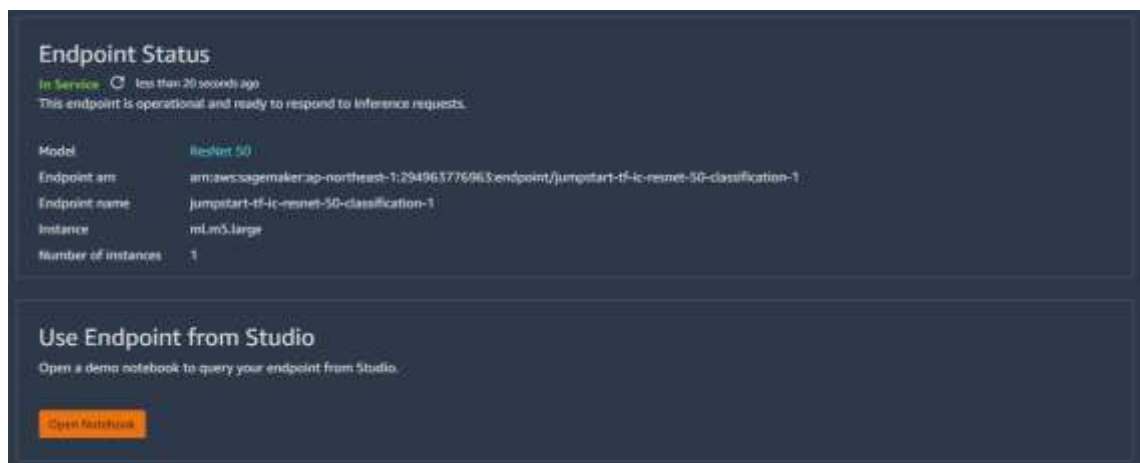 Endpoint Status
In Service less than 20 seconds ago
This endpoint is operational and ready to respond to inference requests.
Model ResNet 50
Endpoint arn arn:aws:sagemaker:ap-northeast-1:294963776963:endpoint/jumpstart-tf-ic-resnet-50-classification-1
Endpoint name jumpstart-tf-ic-resnet-50-classification-1
Instance ml.m5.large
Number of instances 1
Use Endpoint from Studio
Open a demo notebook to query your endpoint from Studio.
Open Notebook